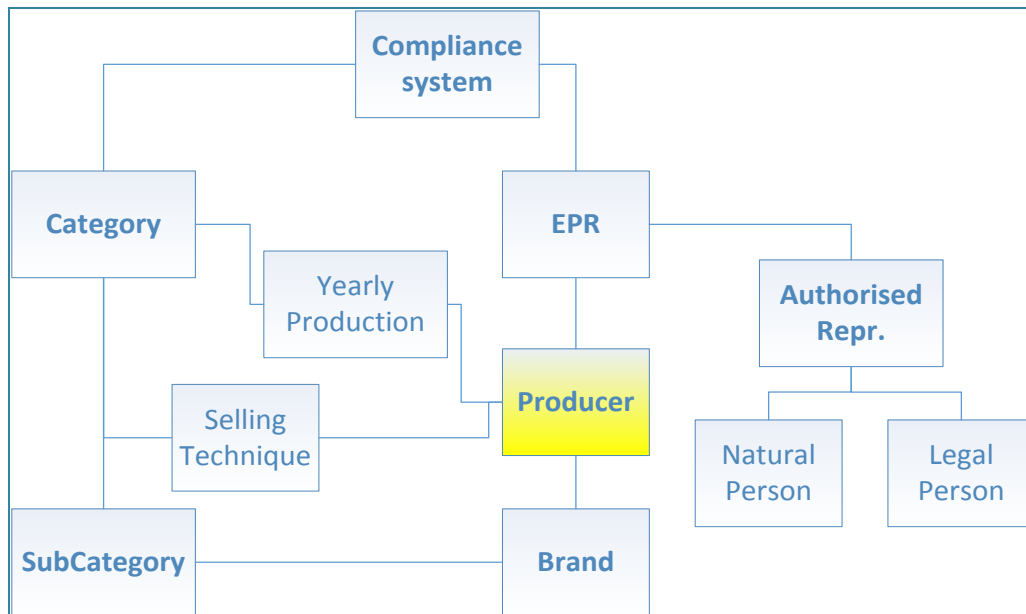 Compliance
system
Category
EPR
Yearly
Production
Authorised
Repr.
Producer
Selling
Technique
Natural
Person
Legal
Person
SubCategory
Brand